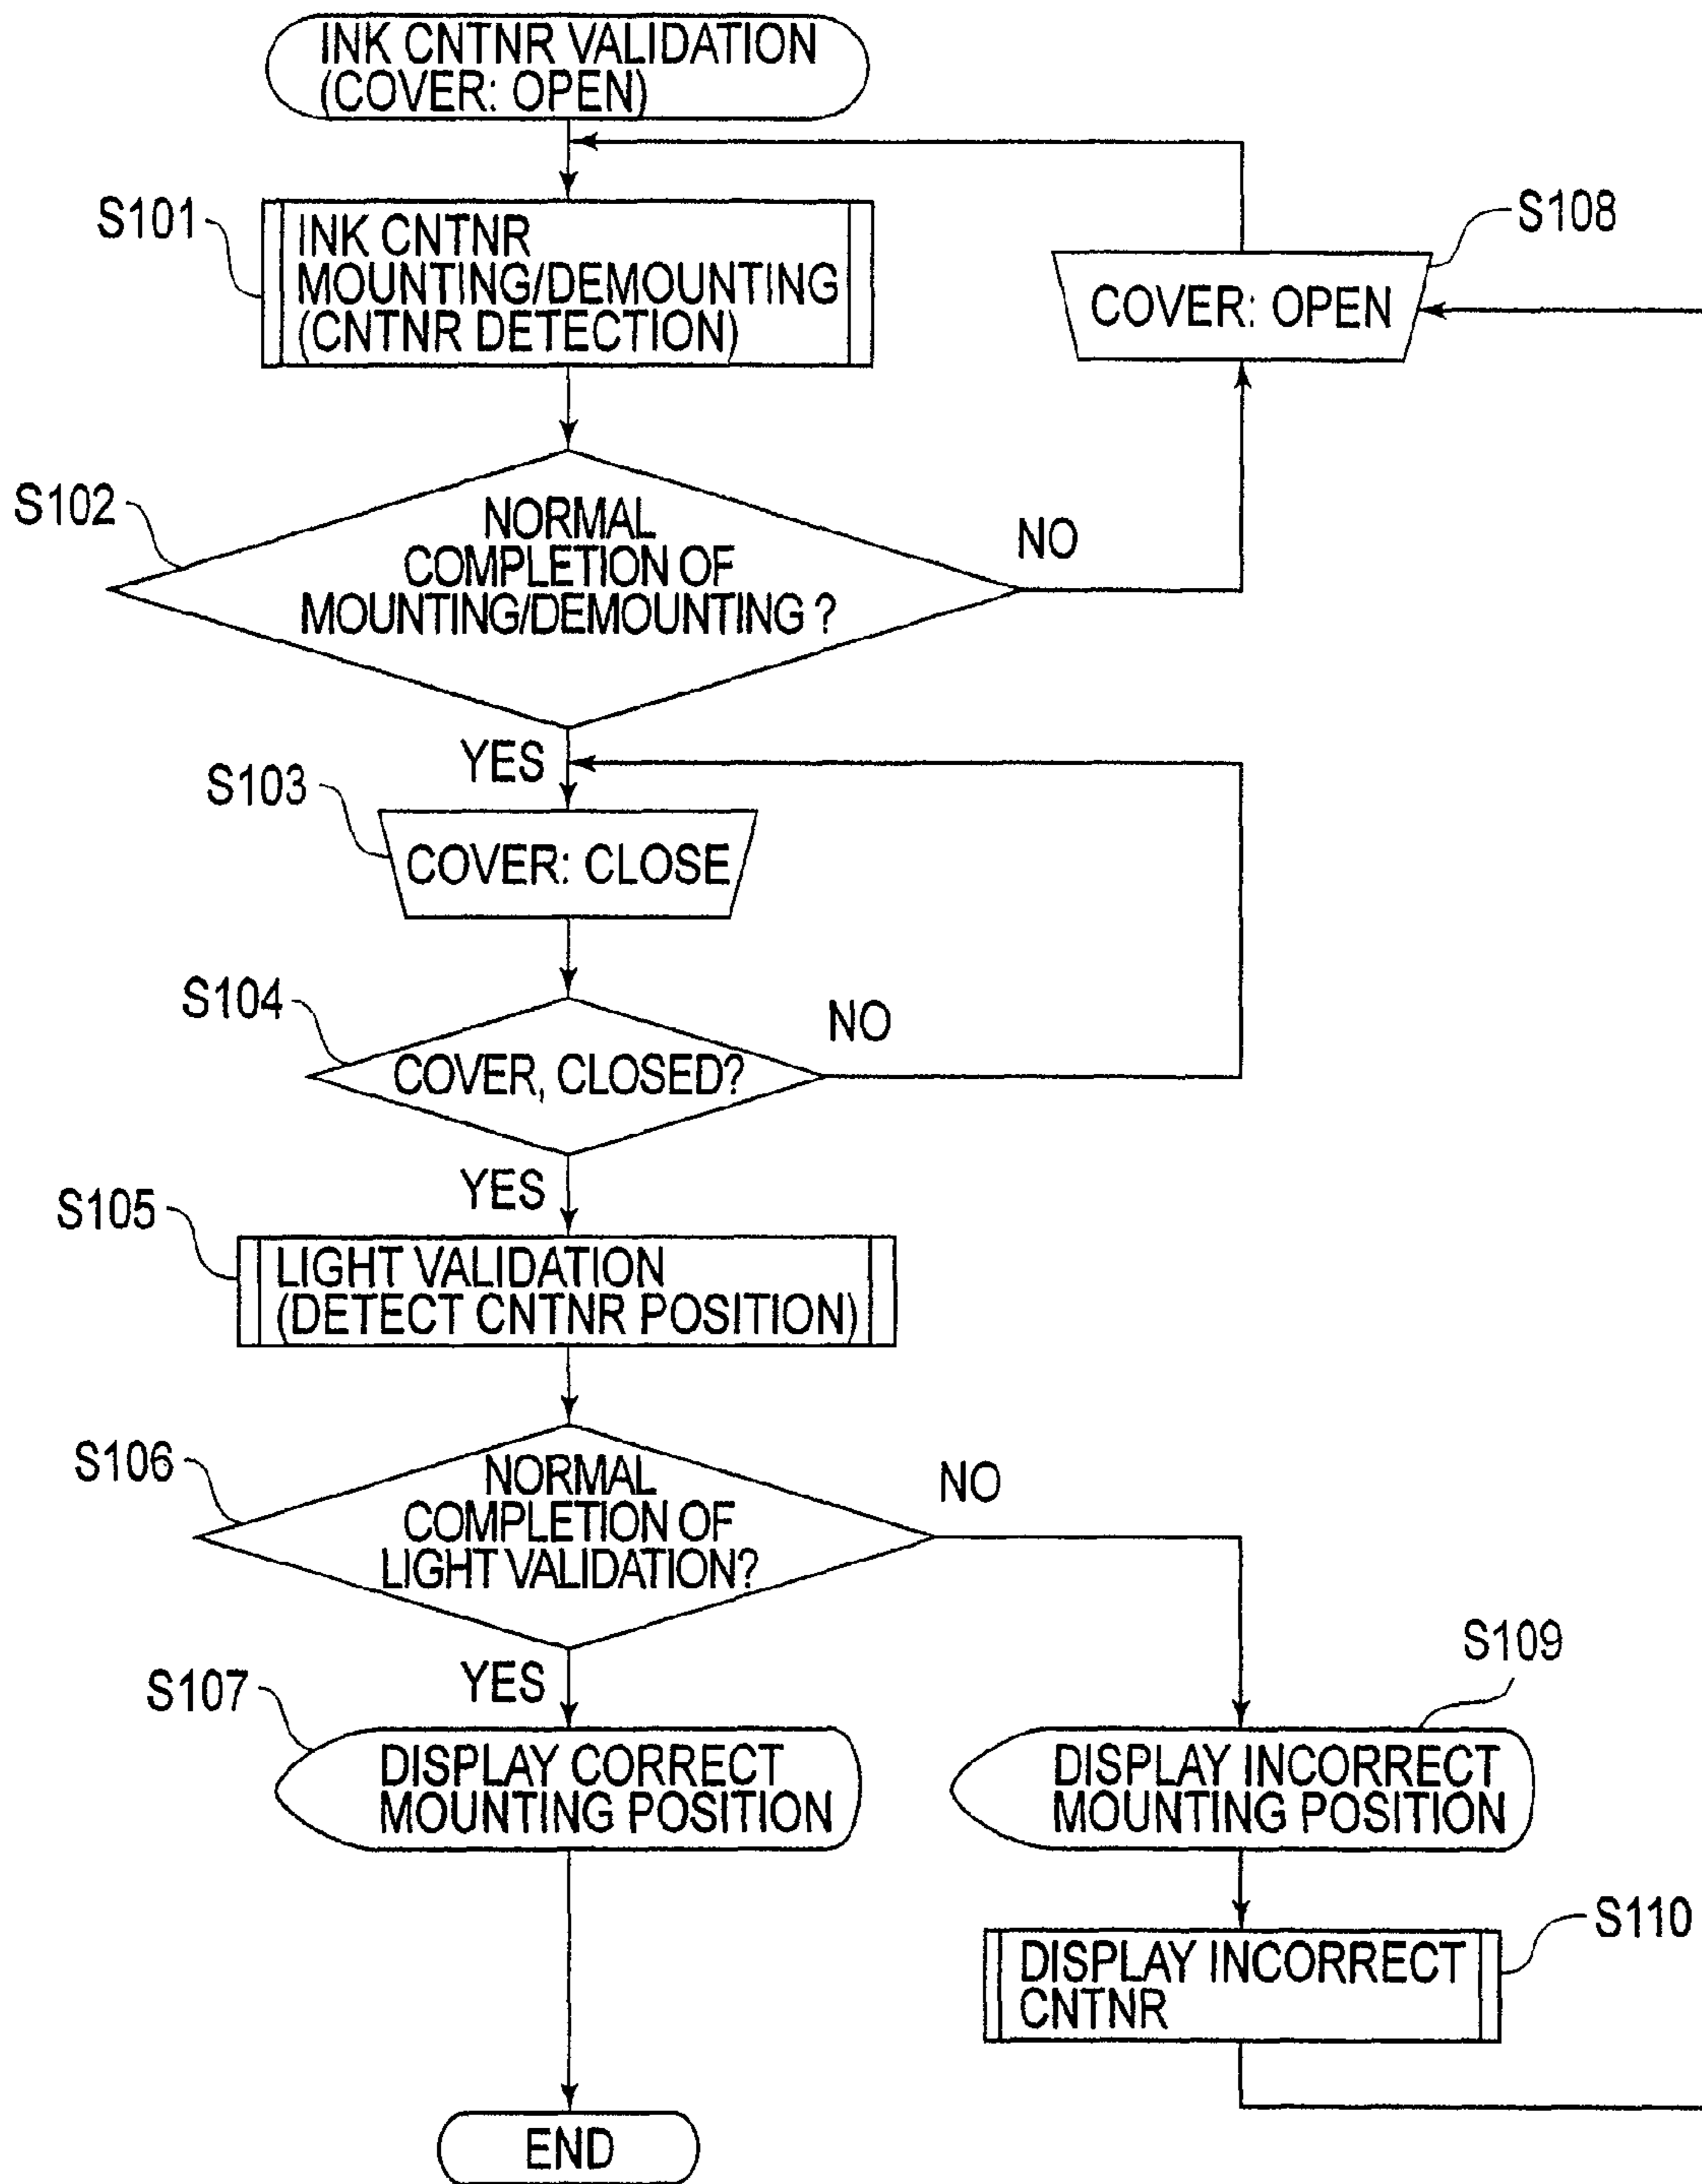 INK CNTNR VALIDATION
(COVER: OPEN)
S101
INK CNTNR
MOUNTING/DEMOUNTING
(CNTNR DETECTION)
S108
COVER: OPEN
S102
NORMAL
COMPLETION OF
MOUNTING/DEMOUNTING ?
NO
YES
S103
COVER: CLOSE
S104
COVER, CLOSED?
NO
YES
S105
LIGHT VALIDATION
(DETECT CNTNR POSITION)
S106
NORMAL
COMPLETION OF
LIGHT VALIDATION?
NO
YES
S107
DISPLAY CORRECT
MOUNTING POSITION
S109
DISPLAY INCORRECT
MOUNTING POSITION
S110
DISPLAY INCORRECT
CNTNR
END